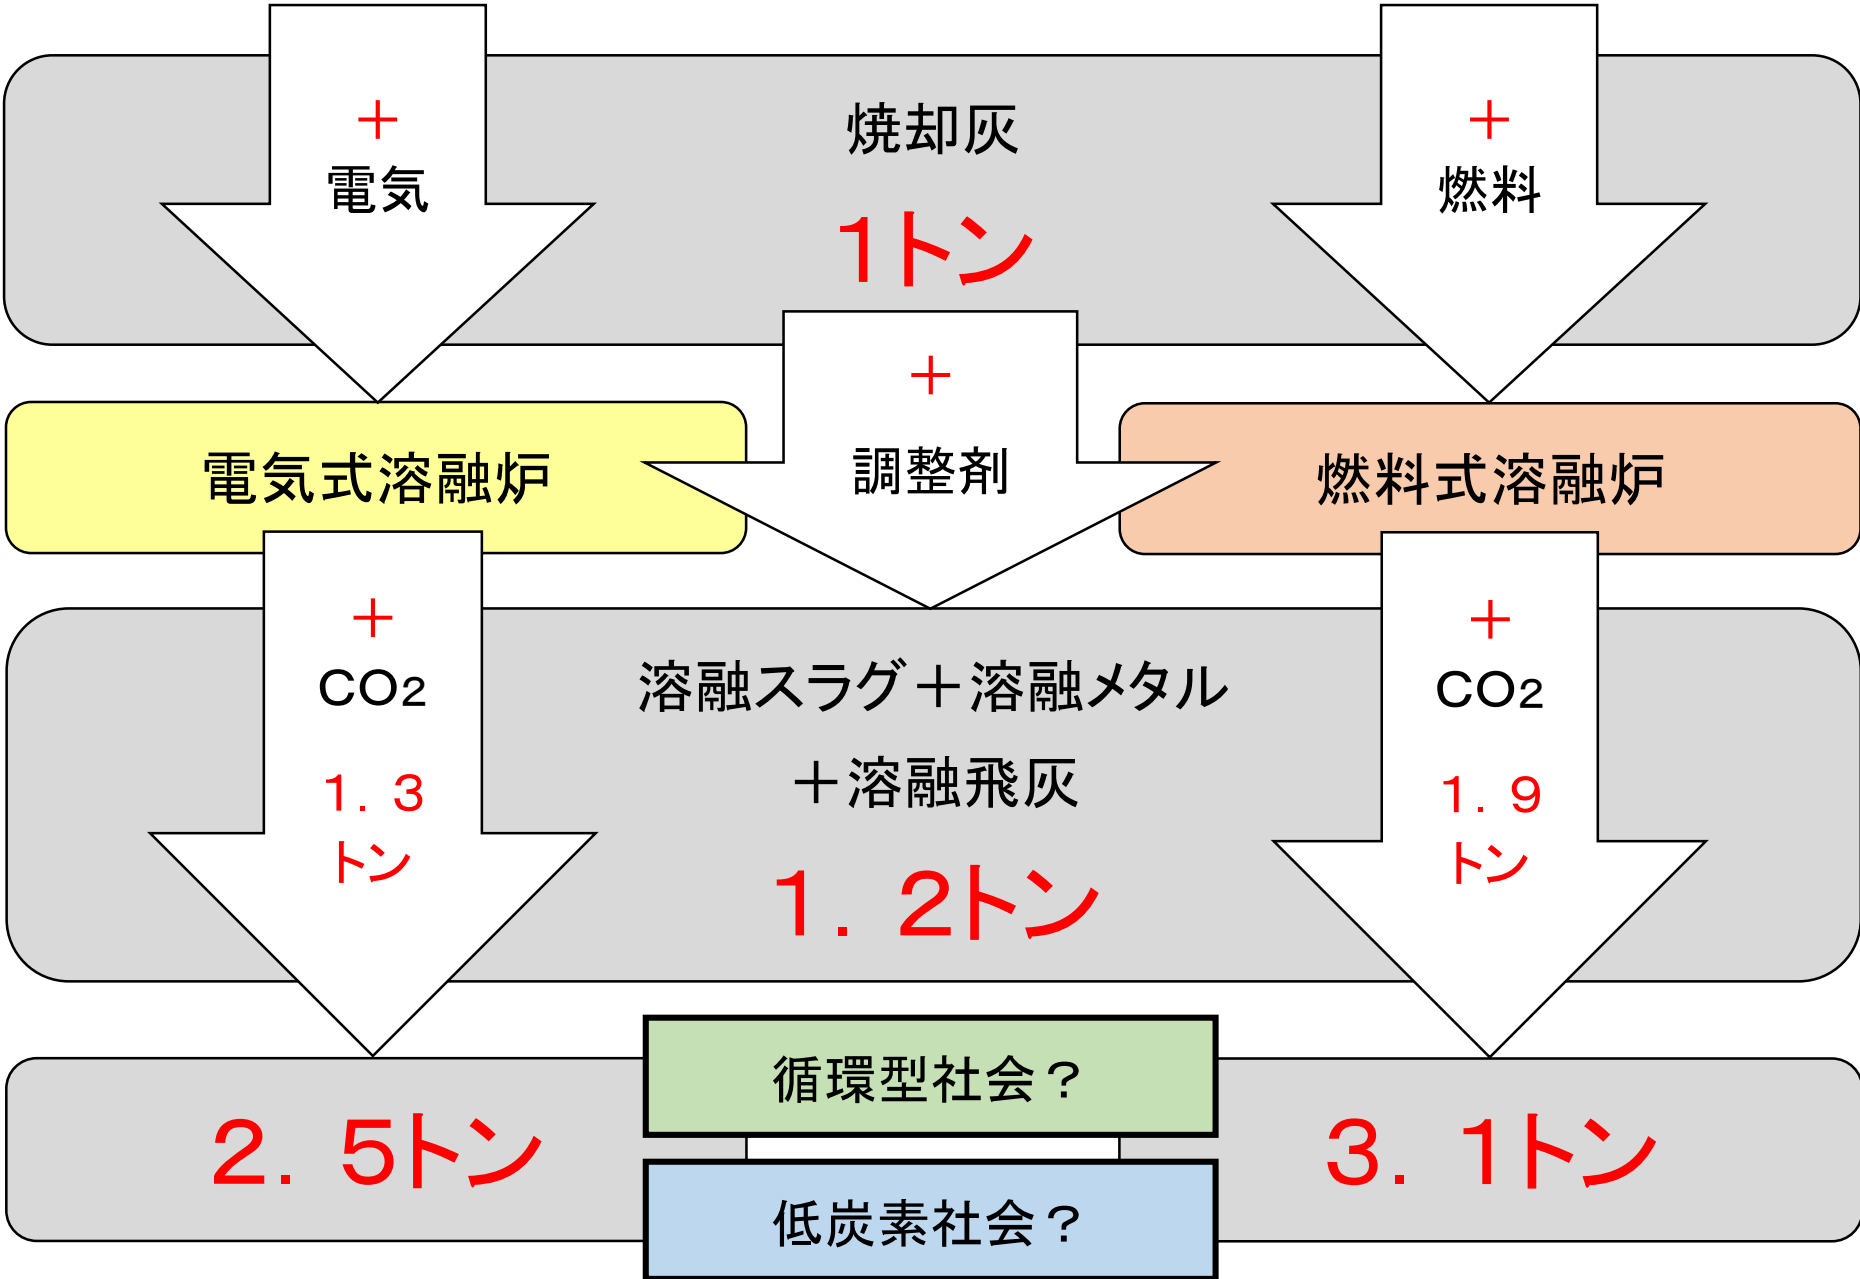 ＋
電気
焼却灰
１トン
＋
燃料
電気式溶融炉
＋
調整剤
燃料式溶融炉
＋
CO2
１．３
トン
溶融スラグ＋溶融メタル
＋溶融飛灰
１．２トン
＋
CO2
１．９
トン
２．５トン
循環型社会？
低炭素社会？
３．１トン